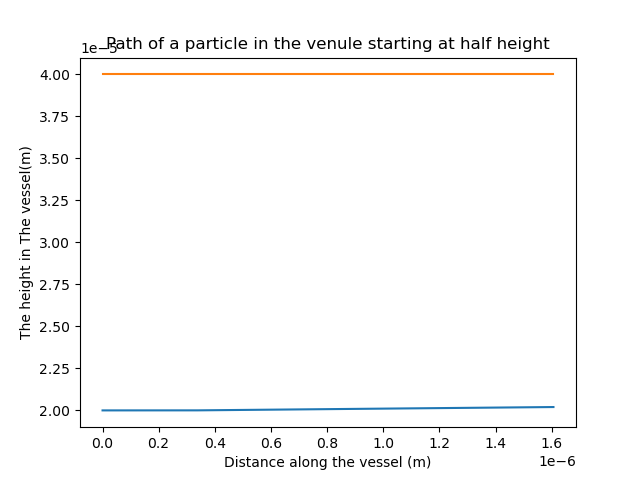 Path of a particle in the venule starting at half height
1e−5
4.00
3.75
3.50
3.25
3.00
2.75
2.50
2.25
2.00
The height in The vessel(m)
0.0 0.2 0.4 0.6 0.8 1.0 1.2 1.4 1.6
1e−6
Distance along the vessel (m)